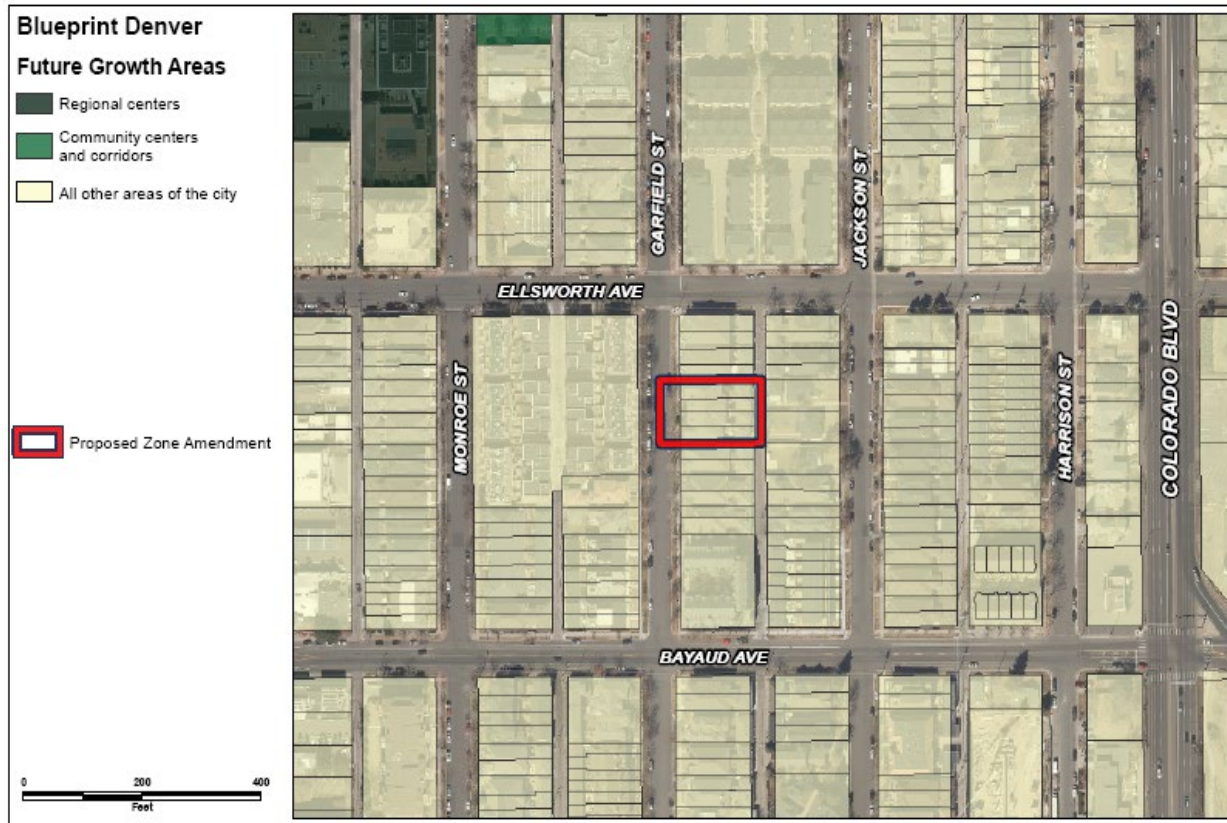 Blueprint Denver
Future Growth Areas
Regional centers
Community centers
and corridors
All other areas of the city
Proposed Zone Amendment
0 200 400
Feet
GARFIELD ST
JACKSON ST
ELLSWORTH AVE
MONROE ST
HARRISON ST
COLORADO BLVD
BAYAUD AVE